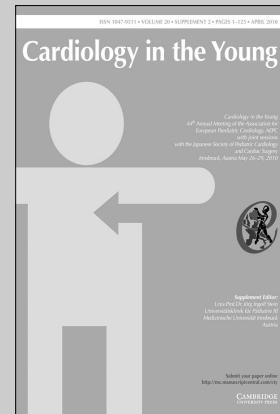 ISSN 1047-9511 • VOLUME 20 • SUPPLEMENT 2 • PAGES 1–125 • APRIL 2010
Cardiology in the Young
Cardiology in the Young
44th Annual Meeting of the Association for
European Paediatric Cardiology, AEPC
with joint sessions
with the Japanese Society of Pediatric Cardiology
and Cardiac Surgery
Innsbruck, Austria May 26–29, 2010
Supplement Editor:
Univ.Prof.Dr. Jörg Ingolf Stein
Universitätsklinik für Pädiatrie III
Medizinische Universität Innsbruck
Austria
Submit your paper online
http://mc.manuscriptcentral.com/cty
CAMBRIDGE
UNIVERSITY PRESS